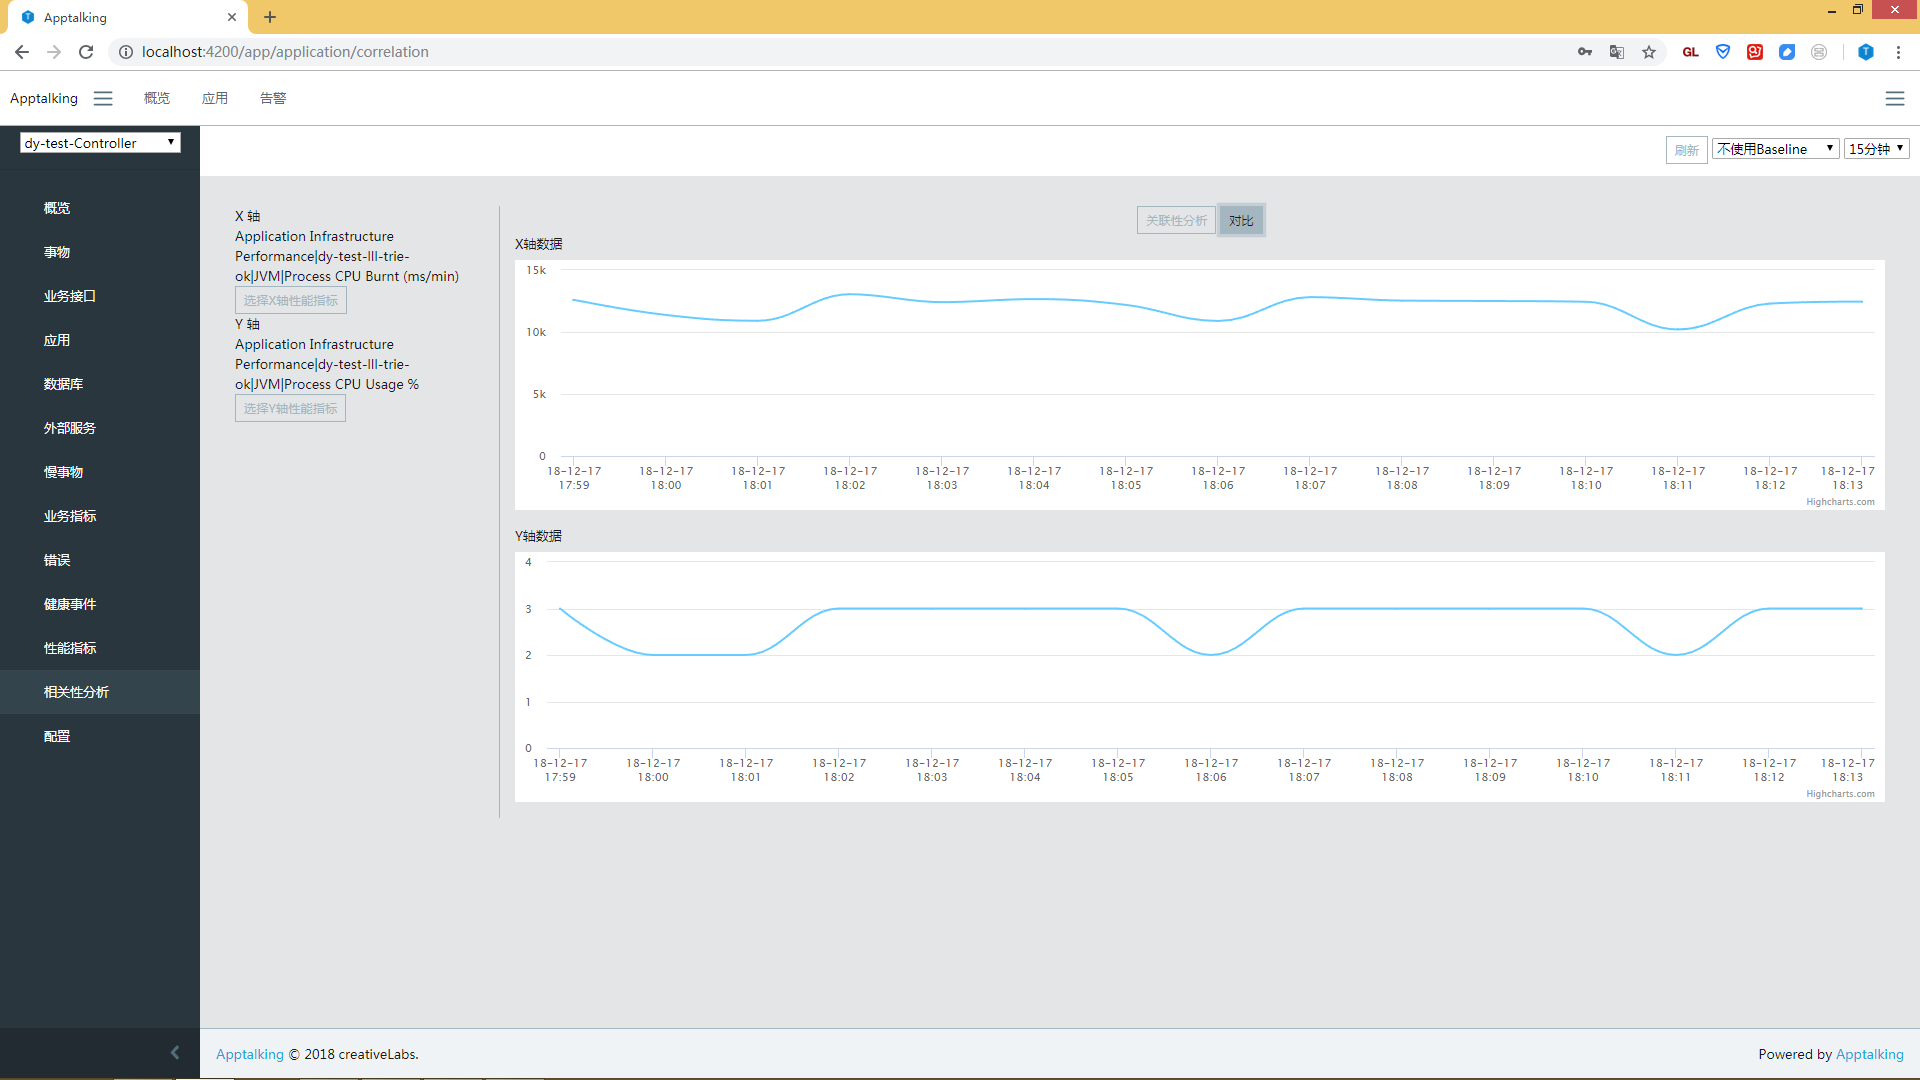 Apptalking
localhost:4200/app/application/correlation
GL
Apptalking
概览
应用
告警
dy-test-Controller
刷新
不使用Baseline
15分钟
概览
事物
业务接口
应用
数据库
外部服务
慢事物
业务指标
错误
健康事件
性能指标
相关性分析
配置
X 轴
Application Infrastructure
Performance|dy-test-lll-trie-
ok|JVM|Process CPU Burnt (ms/min)
选择X轴性能指标
Y 轴
Application Infrastructure
Performance|dy-test-lll-trie-
ok|JVM|Process CPU Usage %
选择Y轴性能指标
关联性分析
对比
X轴数据
15k
10k
5k
0
18-12-17 18-12-17 18-12-17 18-12-17 18-12-17 18-12-17 18-12-17 18-12-17 18-12-17 18-12-17 18-12-17 18-12-17 18-12-17 18-12-17 18-12-17
17:59 18:00 18:01 18:02 18:03 18:04 18:05 18:06 18:07 18:08 18:09 18:10 18:11 18:12 18:13
Highcharts.com
Y轴数据
4
3
2
1
0
18-12-17 18-12-17 18-12-17 18-12-17 18-12-17 18-12-17 18-12-17 18-12-17 18-12-17 18-12-17 18-12-17 18-12-17 18-12-17 18-12-17 18-12-17
17:59 18:00 18:01 18:02 18:03 18:04 18:05 18:06 18:07 18:08 18:09 18:10 18:11 18:12 18:13
Highcharts.com
Apptalking © 2018 creativeLabs.
Powered by Apptalking